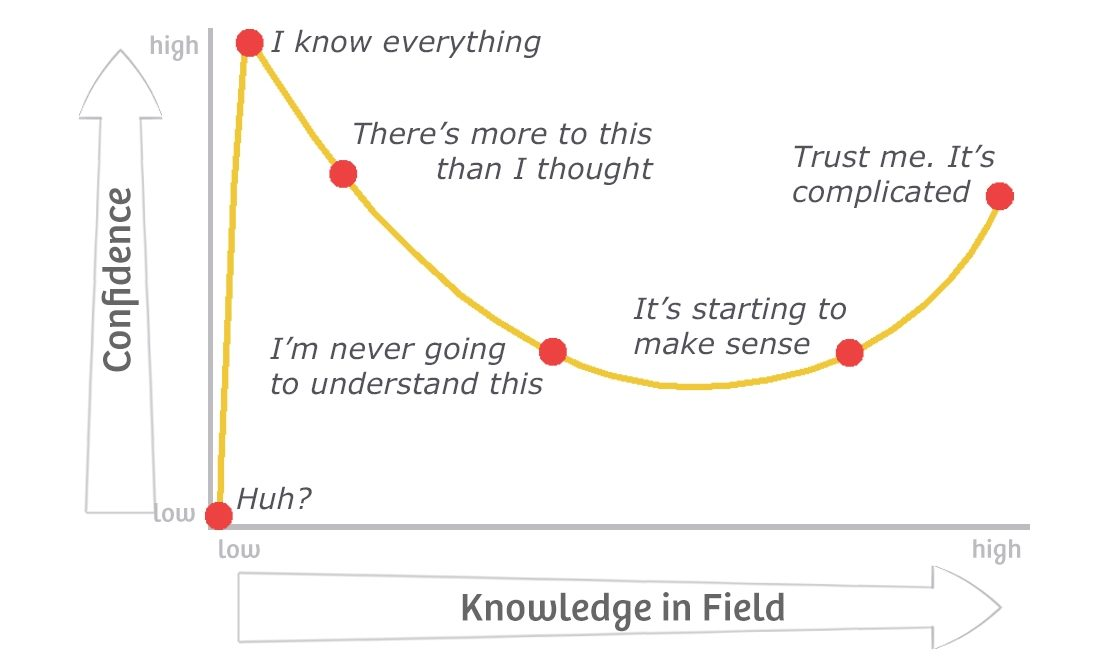 high
I know everything
There’s more to this
than I thought
Trust me. It’s
complicated
Confidence
It’s starting to
make sense
I’m never going
to understand this
Huh?
low
low
high
Knowledge in Field